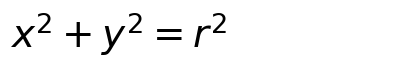 x² + y² = r²